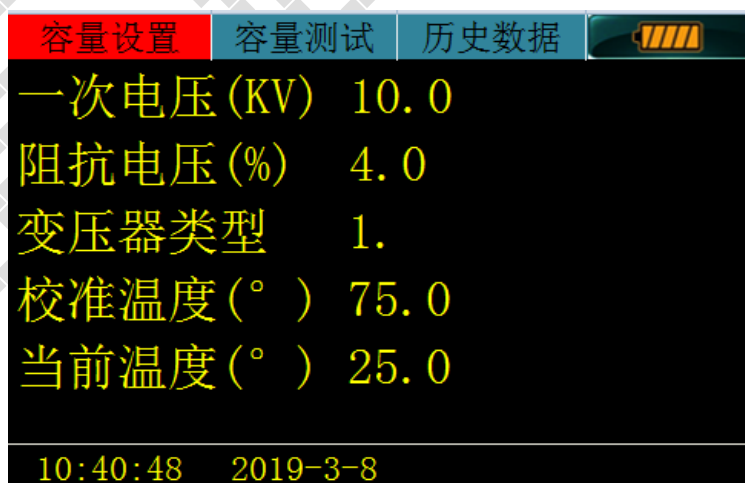 容量设置 容量测试 历史数据
一次电压(KV) 10.0
阻抗电压(%) 4.0
变压器类型 1.
校准温度(° ) 75.0
当前温度(° ) 25.0
10:40:48 2019-3-8